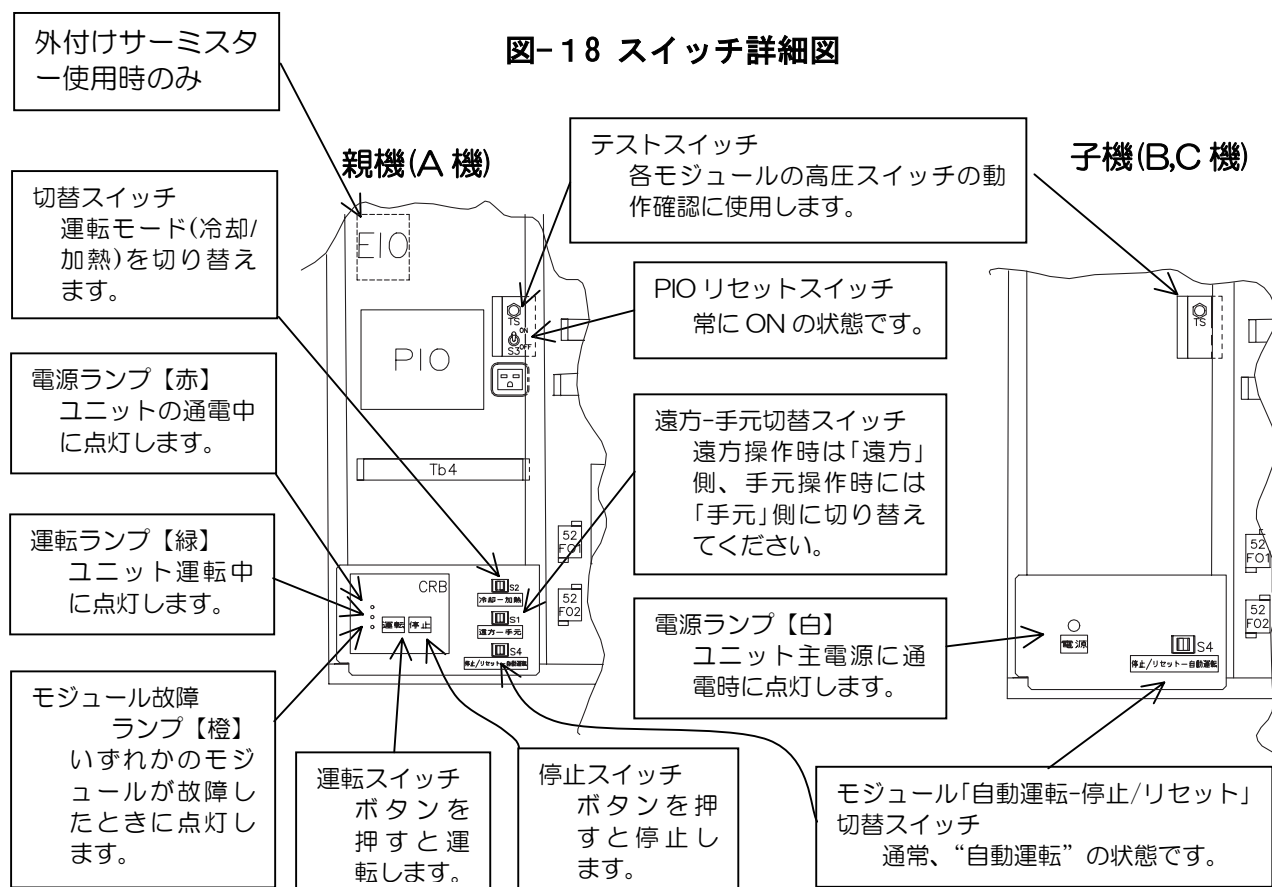 図-18 スイッチ詳細図
外付けサーミスタ
ー使用時のみ
親機(A 機)
子機(B,C 機)
テストスイッチ
各モジュールの高圧スイッチの動
作確認に使用します。
切替スイッチ
運転モード(冷却/
加熱)を切り替え
ます。
PIO リセットスイッチ
常に ON の状態です。
電源ランプ【赤】
ユニットの通電中
に点灯します。
遠方-手元切替スイッチ
遠方操作時は「遠方」
側、手元操作時には
「手元」側に切り替え
てください。
運転ランプ【緑】
ユニット運転中
に点灯します。
電源ランプ【白】
ユニット主電源に通
電時に点灯します。
モジュール故障
ランプ【橙】
いずれかのモジ
ュールが故障し
たときに点灯し
ます。
運転スイッチ
ボタンを
押すと運
転します。
停止スイッチ
ボタンを押
すと停止し
ます。
モジュール「自動運転-停止/リセット」
切替スイッチ
通常、“自動運転” の状態です。
EIO
TS
ON
S3 OFF
PIO
Tb4
52
F01
52
F02
CRB
運転 停止
S2
冷却－加熱
S1
遠方－手元
S4
停止/リセット－自動運転
TS
52
F01
52
F02
電源
S4
停止/リセット－自動運転